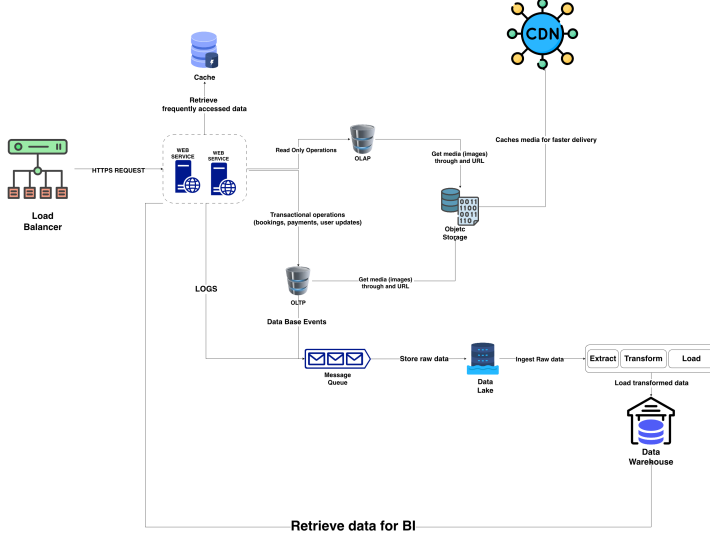 CDN
Cache
Retrieve
frequently accessed data
WEB
SERVICE
WEB
SERVICE
Read Only Operations
OLAP
Get media (images)
through and URL
Caches media for faster delivery
HTTPS REQUEST
Load
Balancer
0011
1100
0011
110
Objetc
Storage
Transactional operations
(bookings, payments, user updates)
LOGS
OLTP
Get media (images)
through and URL
Data Base Events
Message
Queue
Store raw data
Data
Lake
Ingest Raw data
Extract
Transform
Load
Load transformed data
Data
Warehouse
Retrieve data for BI